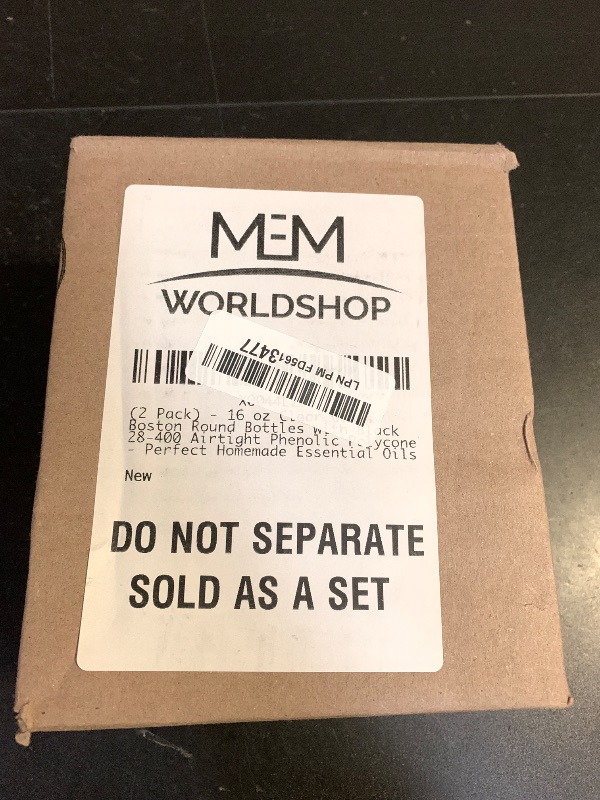 MEM
WORLDSHOP
LPN PM FD5613477
(2 Pack) - 16 oz
Boston Round Bottles
28-400 Airtight Phenolic
- Perfect Homemade Essential Oils
New
DO NOT SEPARATE
SOLD AS A SET